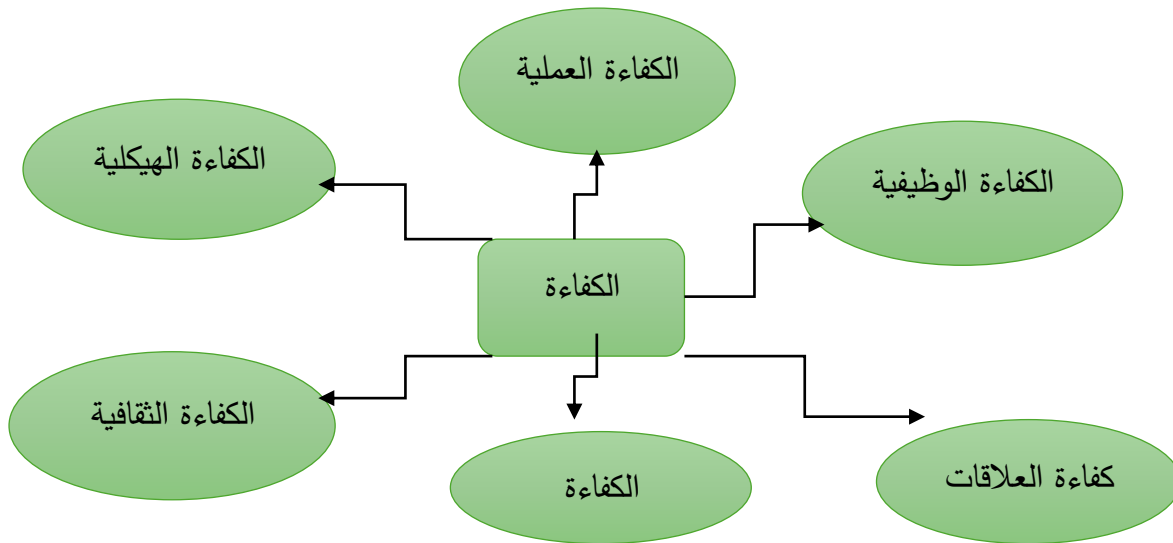 الكفاءة العملية
الكفاءة الهيكلية
الكفاءة الوظيفية
الكفاءة
الكفاءة الثقافية
الكفاءة
كفاءة العلاقات